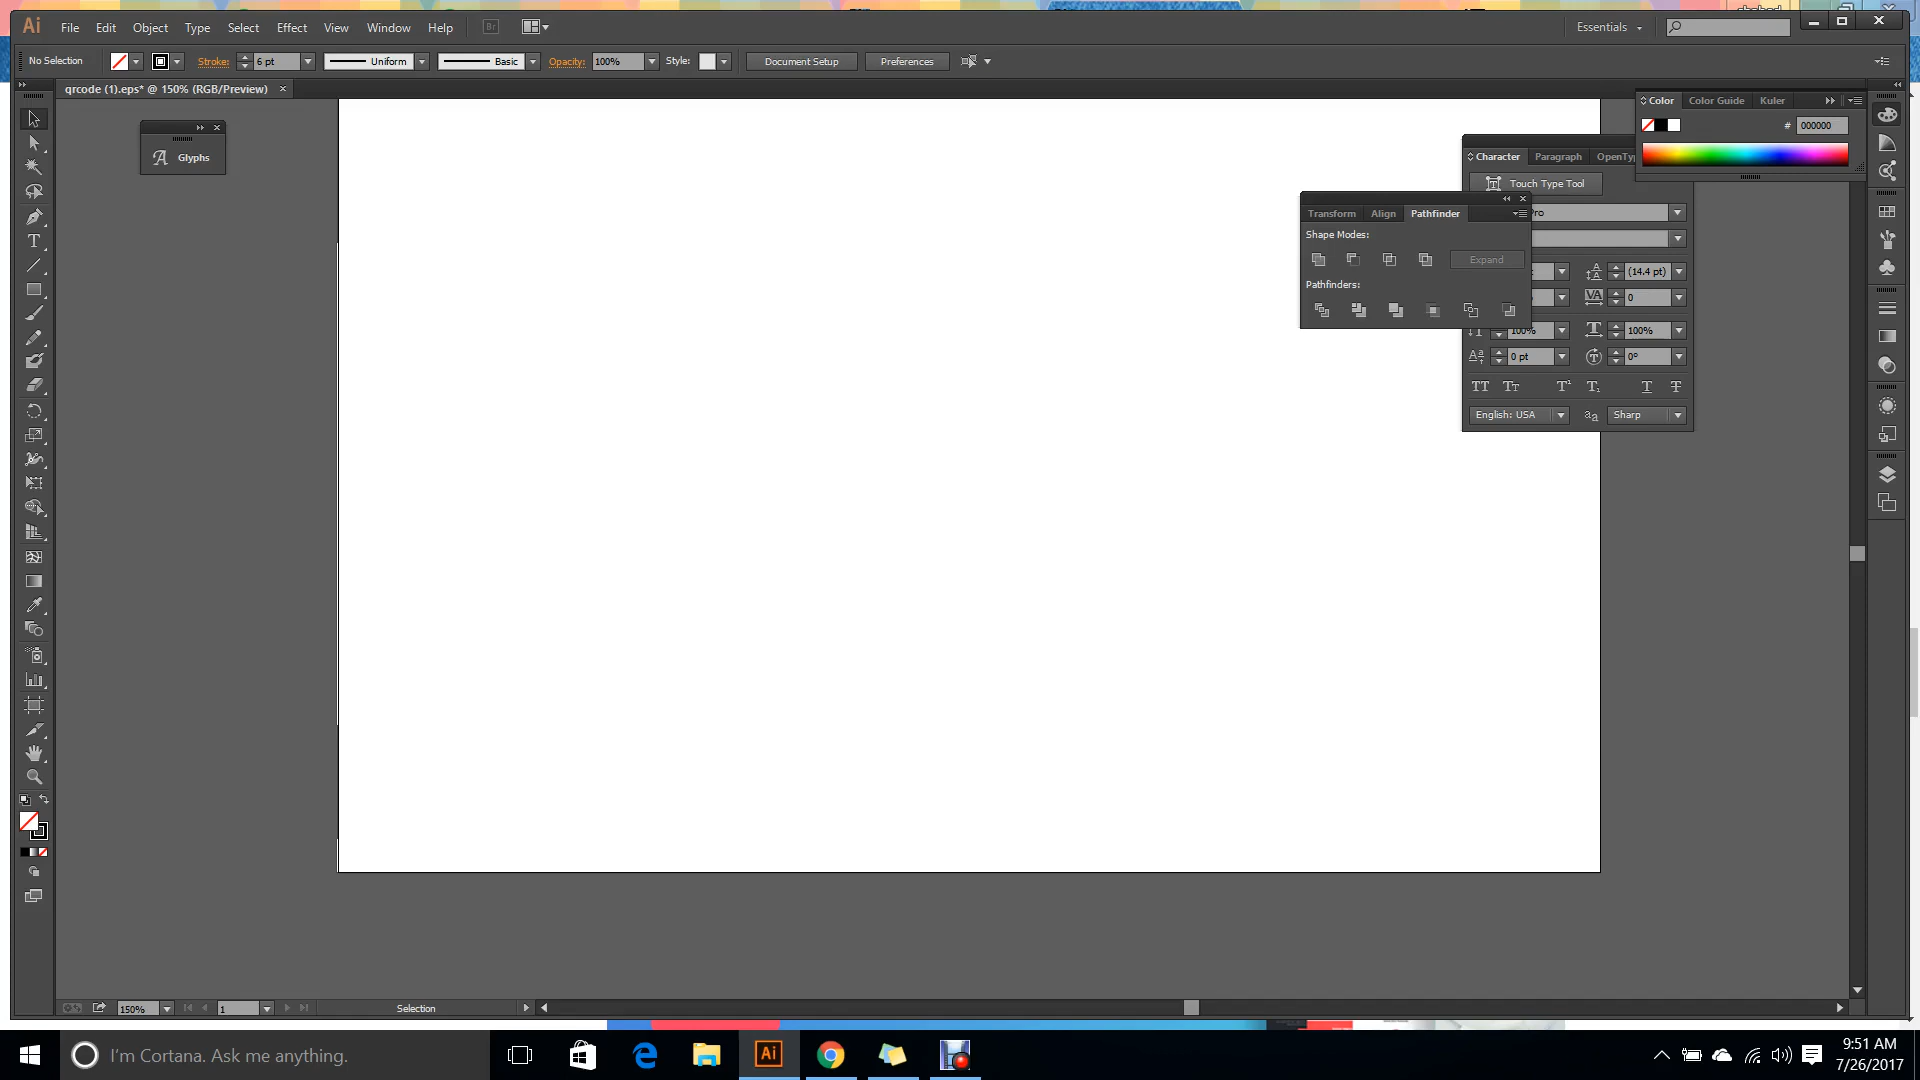 Ai File Edit Object Type Select Effect View Window Help Br Essentials
No Selection Stroke: 6 pt Uniform Basic Opacity: 100% Style: Document Setup Preferences
qrcode (1).eps* @ 150% (RGB/Preview)
Glyphs
Color Color Guide Kuler
# 000000
Character Paragraph OpenTyp
Touch Type Tool
Pro
Transform Align Pathfinder
Shape Modes:
Expand
Pathfinders:
(14.4 pt)
0
100% 100%
0 pt 0°
English: USA Sharp
150% 1 Selection
I'm Cortana. Ask me anything.
9:51 AM
7/26/2017